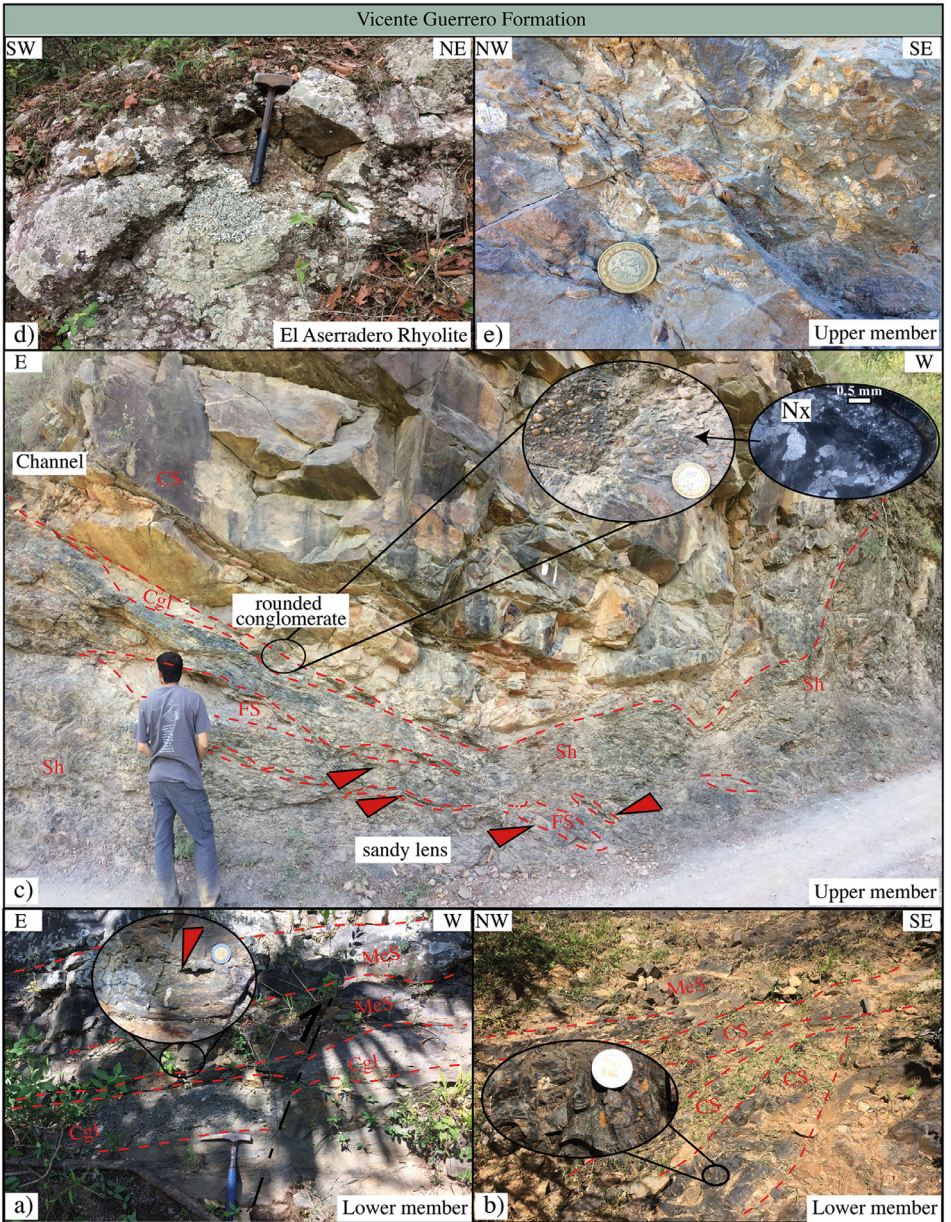 Vicente Guerrero Formation
SW
NE
d)
El Aserradero Rhyolite
NW
SE
e)
Upper member
E
W
0.5 mm
Nx
Channel
CS
Cgl
rounded
conglomerate
Sh
FS
Sh
Sh
FS
sandy lens
c)
Upper member
E
W
MeS
MeS
Cgl
Cgl
a)
Lower member
NW
SE
MeS
CS
CS
CS
b)
Lower member